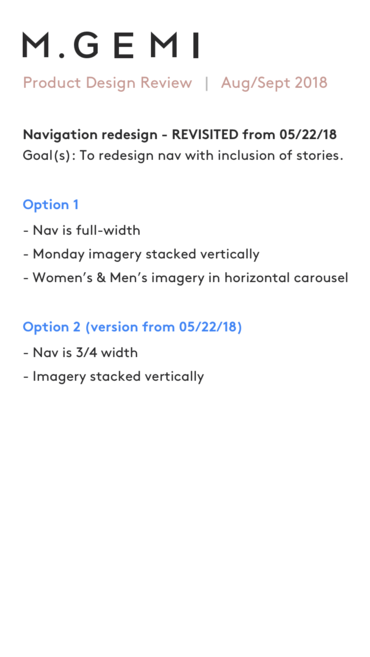 M.GEMI
Product Design Review | Aug/Sept 2018
Navigation redesign - REVISITED from 05/22/18
Goal(s): To redesign nav with inclusion of stories.
Option 1
- Nav is full-width
- Monday imagery stacked vertically
- Women’s & Men’s imagery in horizontal carousel
Option 2 (version from 05/22/18)
- Nav is 3/4 width
- Imagery stacked vertically